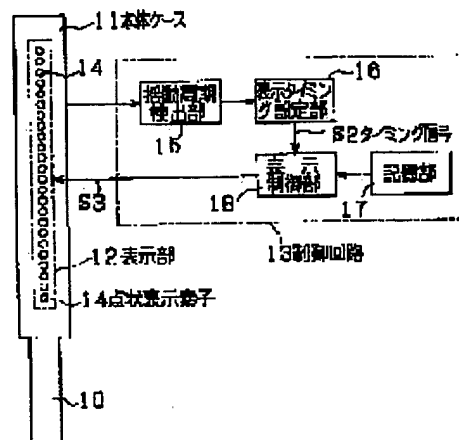 11本体ケース
14
揺動周期
検出部
15
16
表示タイミン
グ設定部
S2タイミング信号
表示
制御部
18
記憶部
17
S3
13制御回路
12表示部
14点状表示素子
10